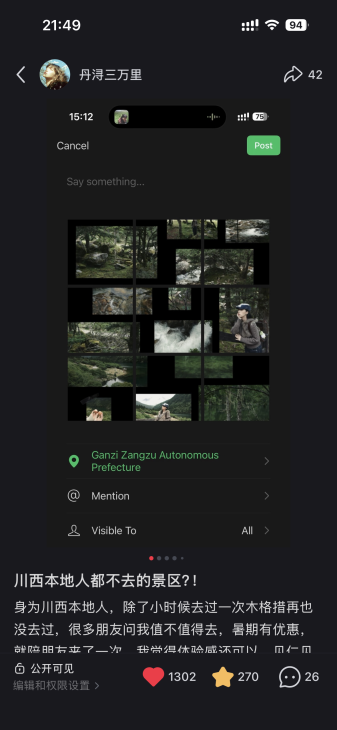 21:49
94
丹浔三万里
42
15:12
75
Cancel
Post
Say something...
Ganzi Zangzu Autonomous
Prefecture
@ Mention
Visible To
All
川西本地人都不去的景区?!
身为川西本地人，除了小时候去过一次木格措再也
没去过，很多朋友问我值不值得去，暑期有优惠，
就陪朋友来了一次，我觉得体验感还可以，贝仁贝
公开可见
编辑和权限设置
1302
270
26